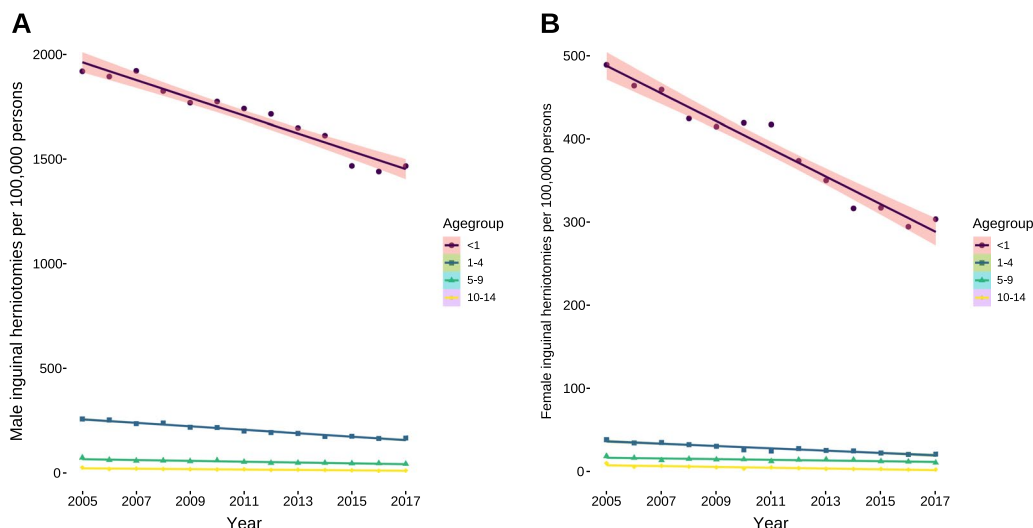 A
Male inguinal herniotomies per 100,000 persons
2000
1500
1000
500
0
2005 2007 2009 2011 2013 2015 2017
Year
Agegroup
<1
1-4
5-9
10-14
B
Female inguinal herniotomies per 100,000 persons
500
400
300
200
100
0
2005 2007 2009 2011 2013 2015 2017
Year
Agegroup
<1
1-4
5-9
10-14